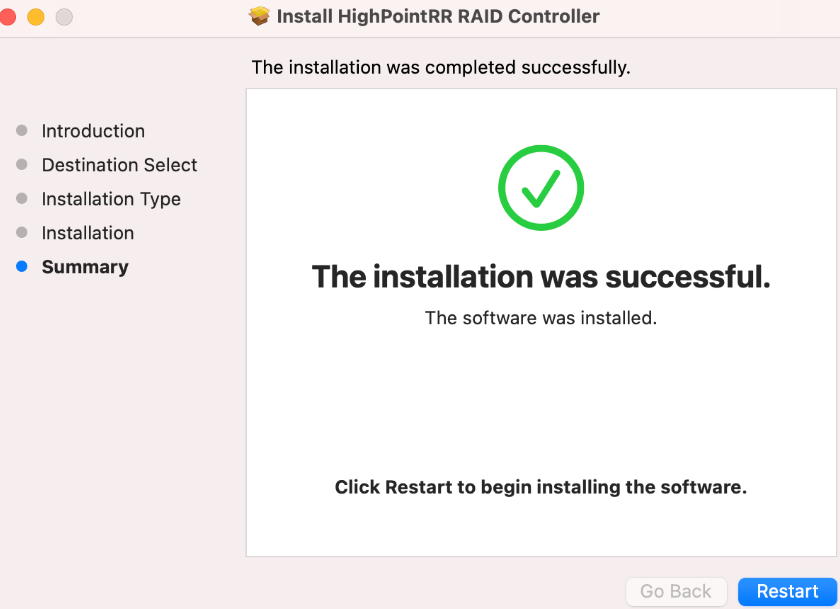 Install HighPointRR RAID Controller
The installation was completed successfully.
Introduction
Destination Select
Installation Type
Installation
Summary
The installation was successful.
The software was installed.
Click Restart to begin installing the software.
Go Back
Restart